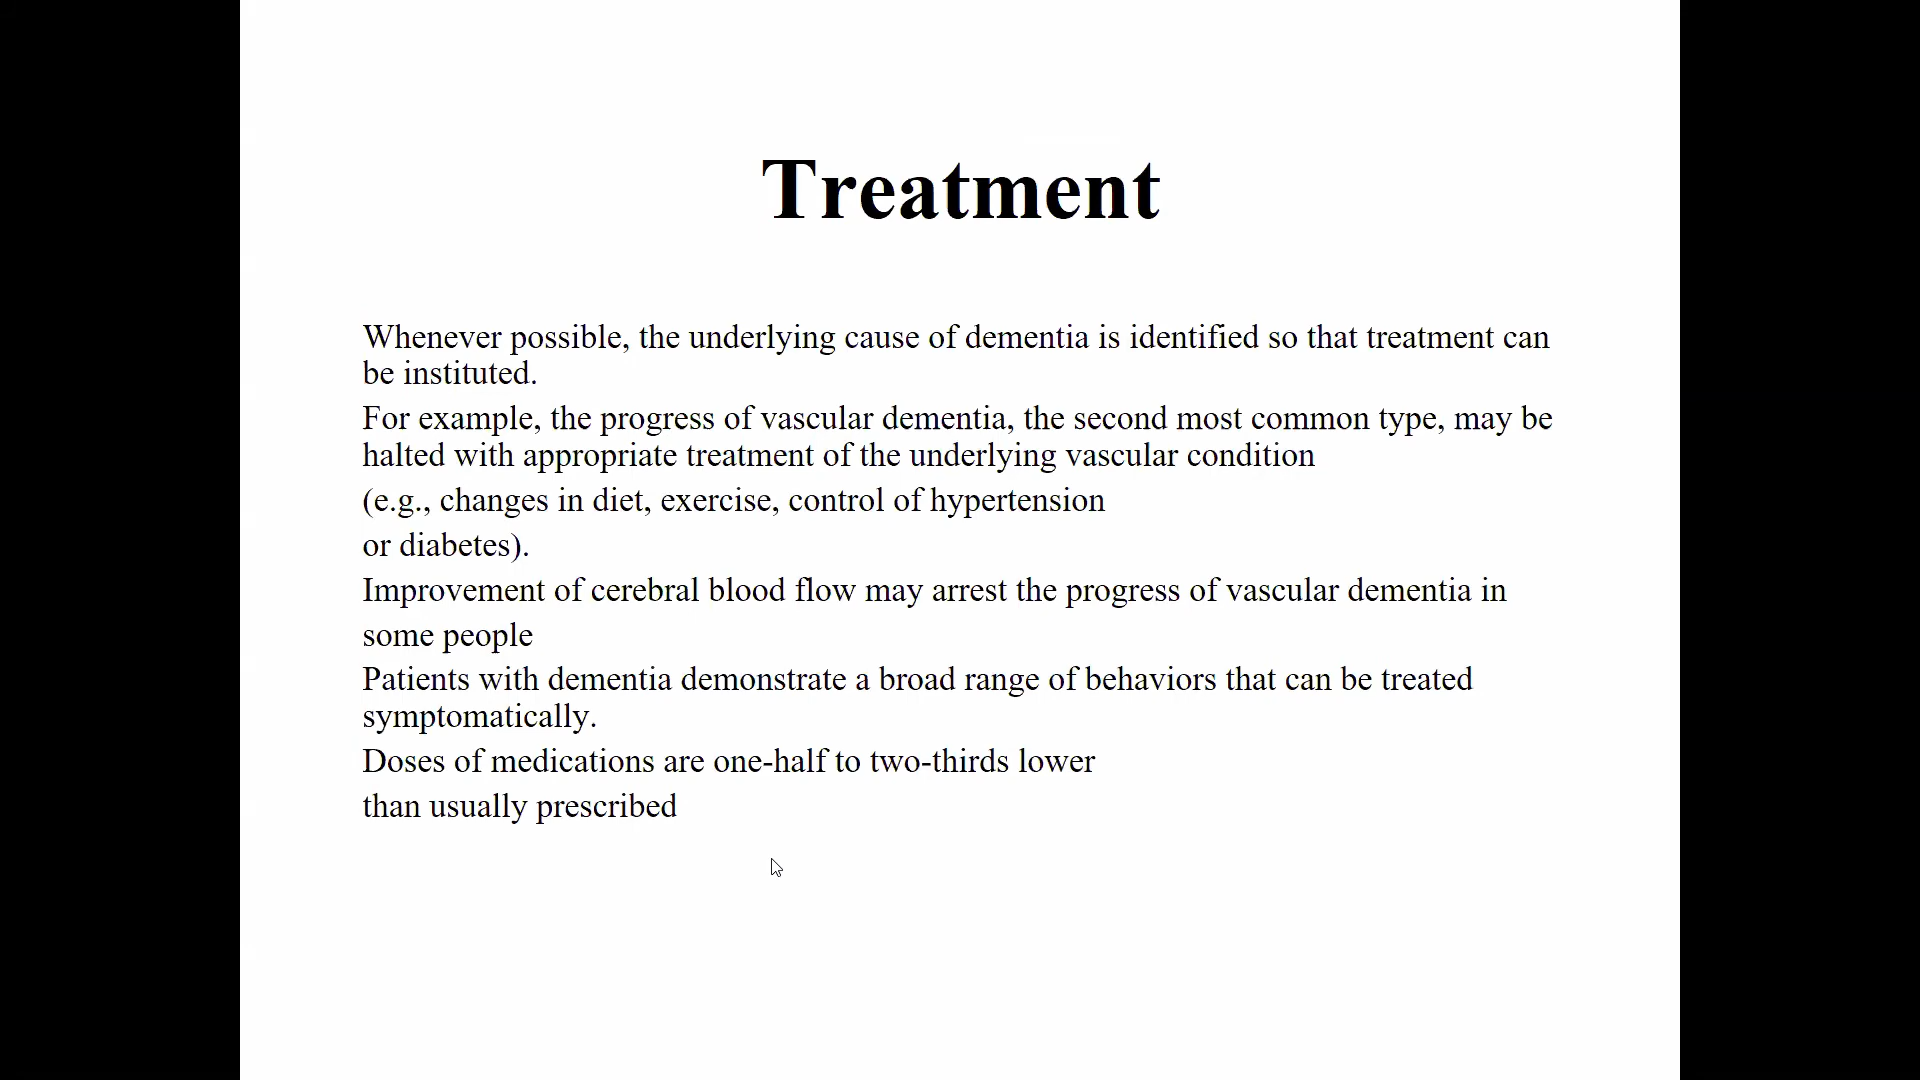 Treatment
Whenever possible, the underlying cause of dementia is identified so that treatment can
be instituted.
For example, the progress of vascular dementia, the second most common type, may be
halted with appropriate treatment of the underlying vascular condition
(e.g., changes in diet, exercise, control of hypertension
or diabetes).
Improvement of cerebral blood flow may arrest the progress of vascular dementia in
some people
Patients with dementia demonstrate a broad range of behaviors that can be treated
symptomatically.
Doses of medications are one-half to two-thirds lower
than usually prescribed